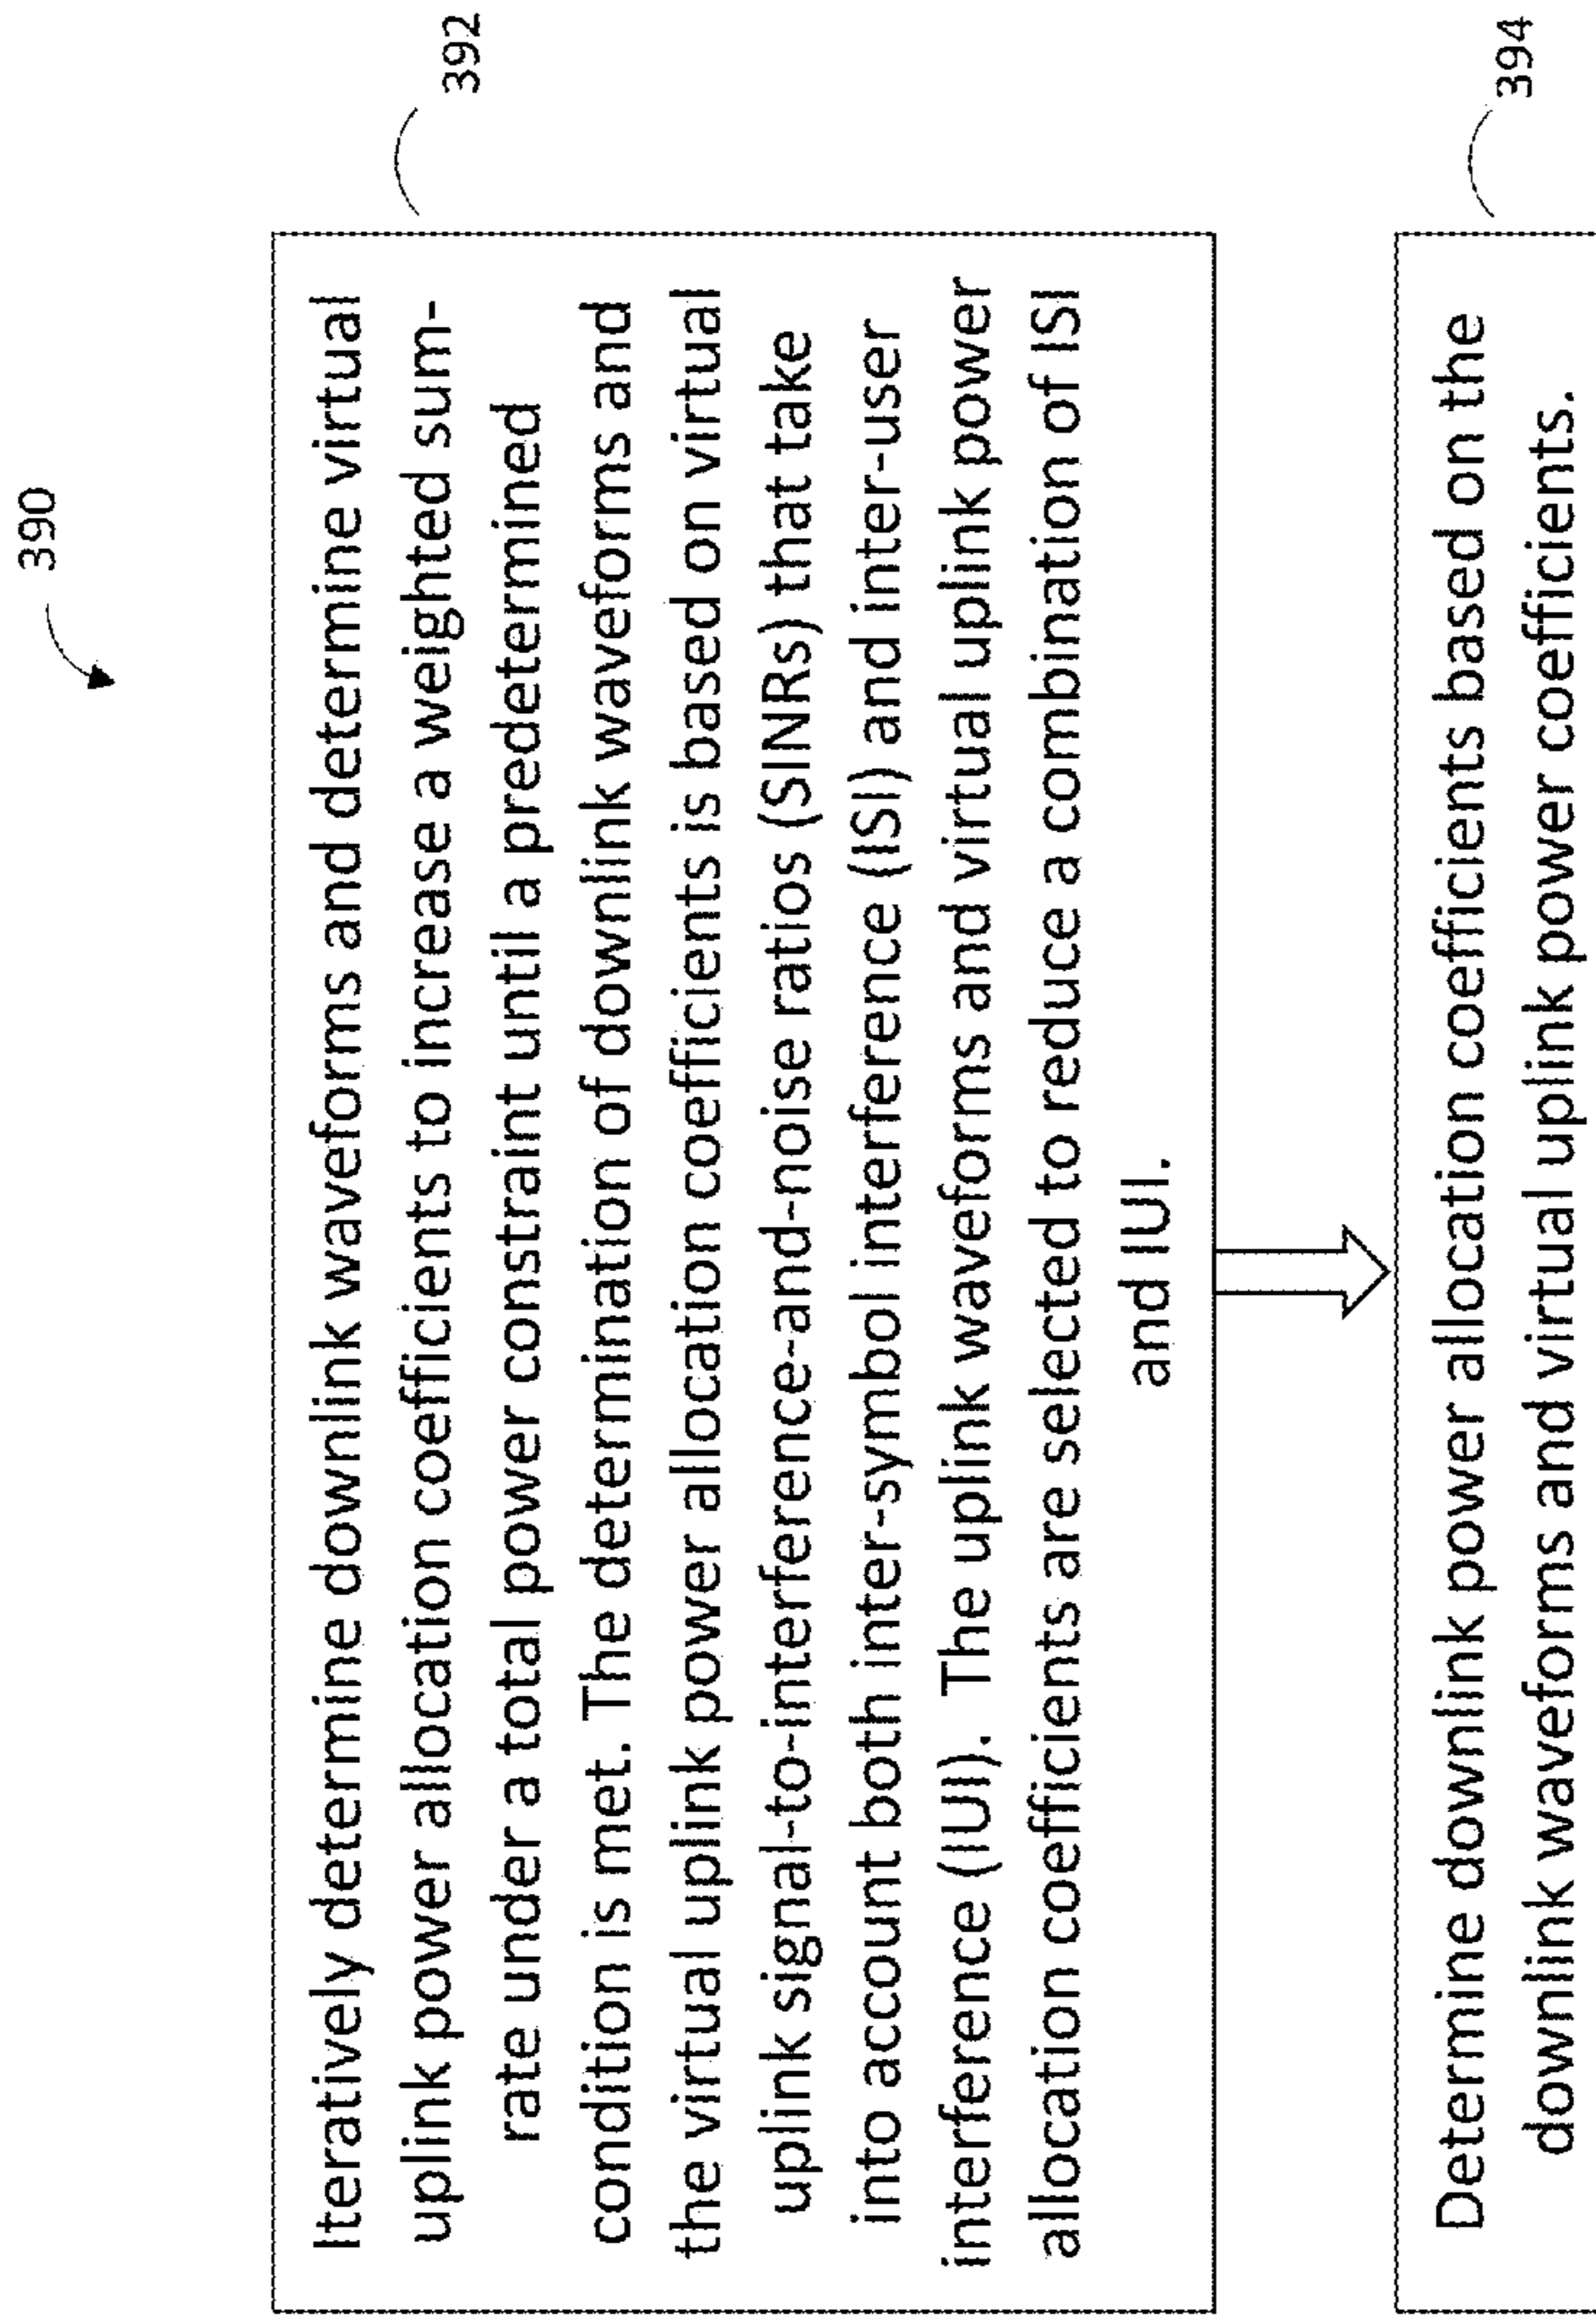 390
392
Iteratively determine downlink waveforms and determine virtual
uplink power allocation coefficients to increase a weighted sum-
rate under a total power constraint until a predetermined
condition is met. The determination of downlink waveforms and
the virtual uplink power allocation coefficients is based on virtual
uplink signal-to-interference-and-noise ratios (SINRs) that take
into account both inter-symbol interference (ISI) and inter-user
interference (IUI). The uplink waveforms and virtual uplink power
allocation coefficients are selected to reduce a combination of ISI
and IUI.
394
Determine downlink power allocation coefficients based on the
downlink waveforms and virtual uplink power coefficients.